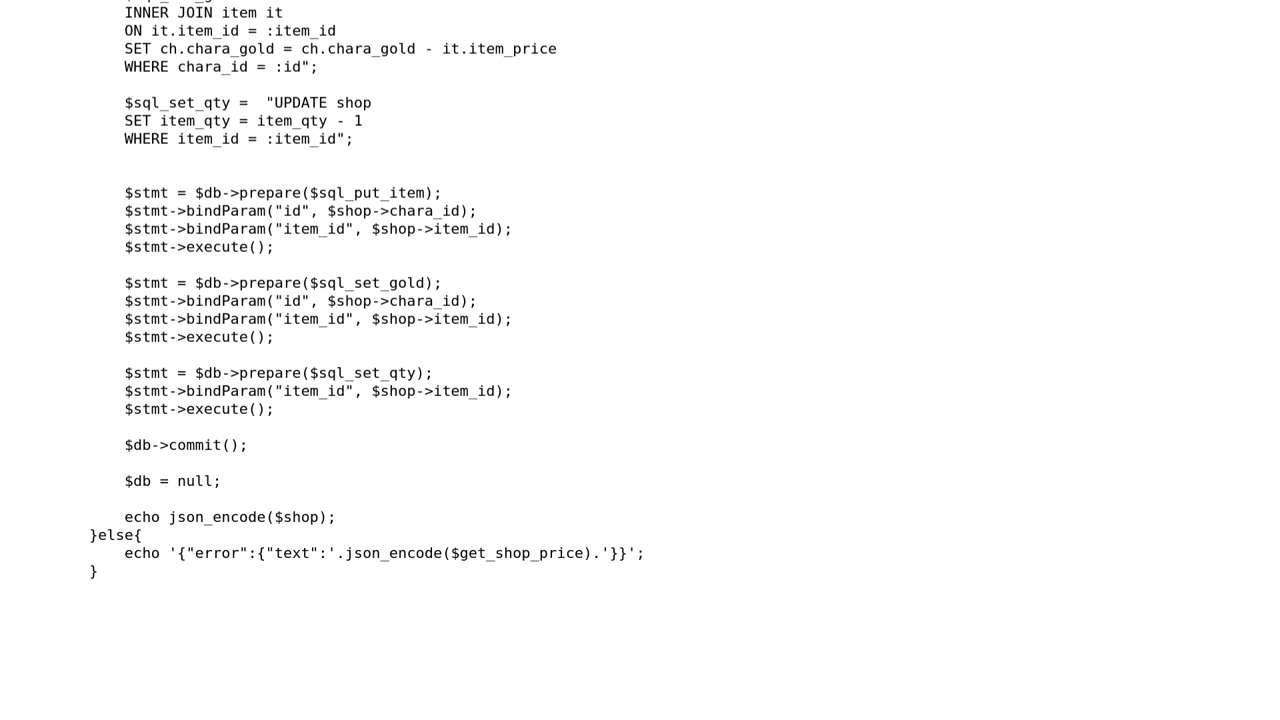 INNER JOIN item it
ON it.item_id = :item_id
SET ch.chara_gold = ch.chara_gold - it.item_price
WHERE chara_id = :id";
$sql_set_qty =  "UPDATE shop
SET item_qty = item_qty - 1
WHERE item_id = :item_id";
$stmt = $db->prepare($sql_put_item);
$stmt->bindParam("id", $shop->chara_id);
$stmt->bindParam("item_id", $shop->item_id);
$stmt->execute();
$stmt = $db->prepare($sql_set_gold);
$stmt->bindParam("id", $shop->chara_id);
$stmt->bindParam("item_id", $shop->item_id);
$stmt->execute();
$stmt = $db->prepare($sql_set_qty);
$stmt->bindParam("item_id", $shop->item_id);
$stmt->execute();
$db->commit();
$db = null;
echo json_encode($shop);
}else{
echo '{"error":{"text":'.json_encode($get_shop_price).'}}';
}